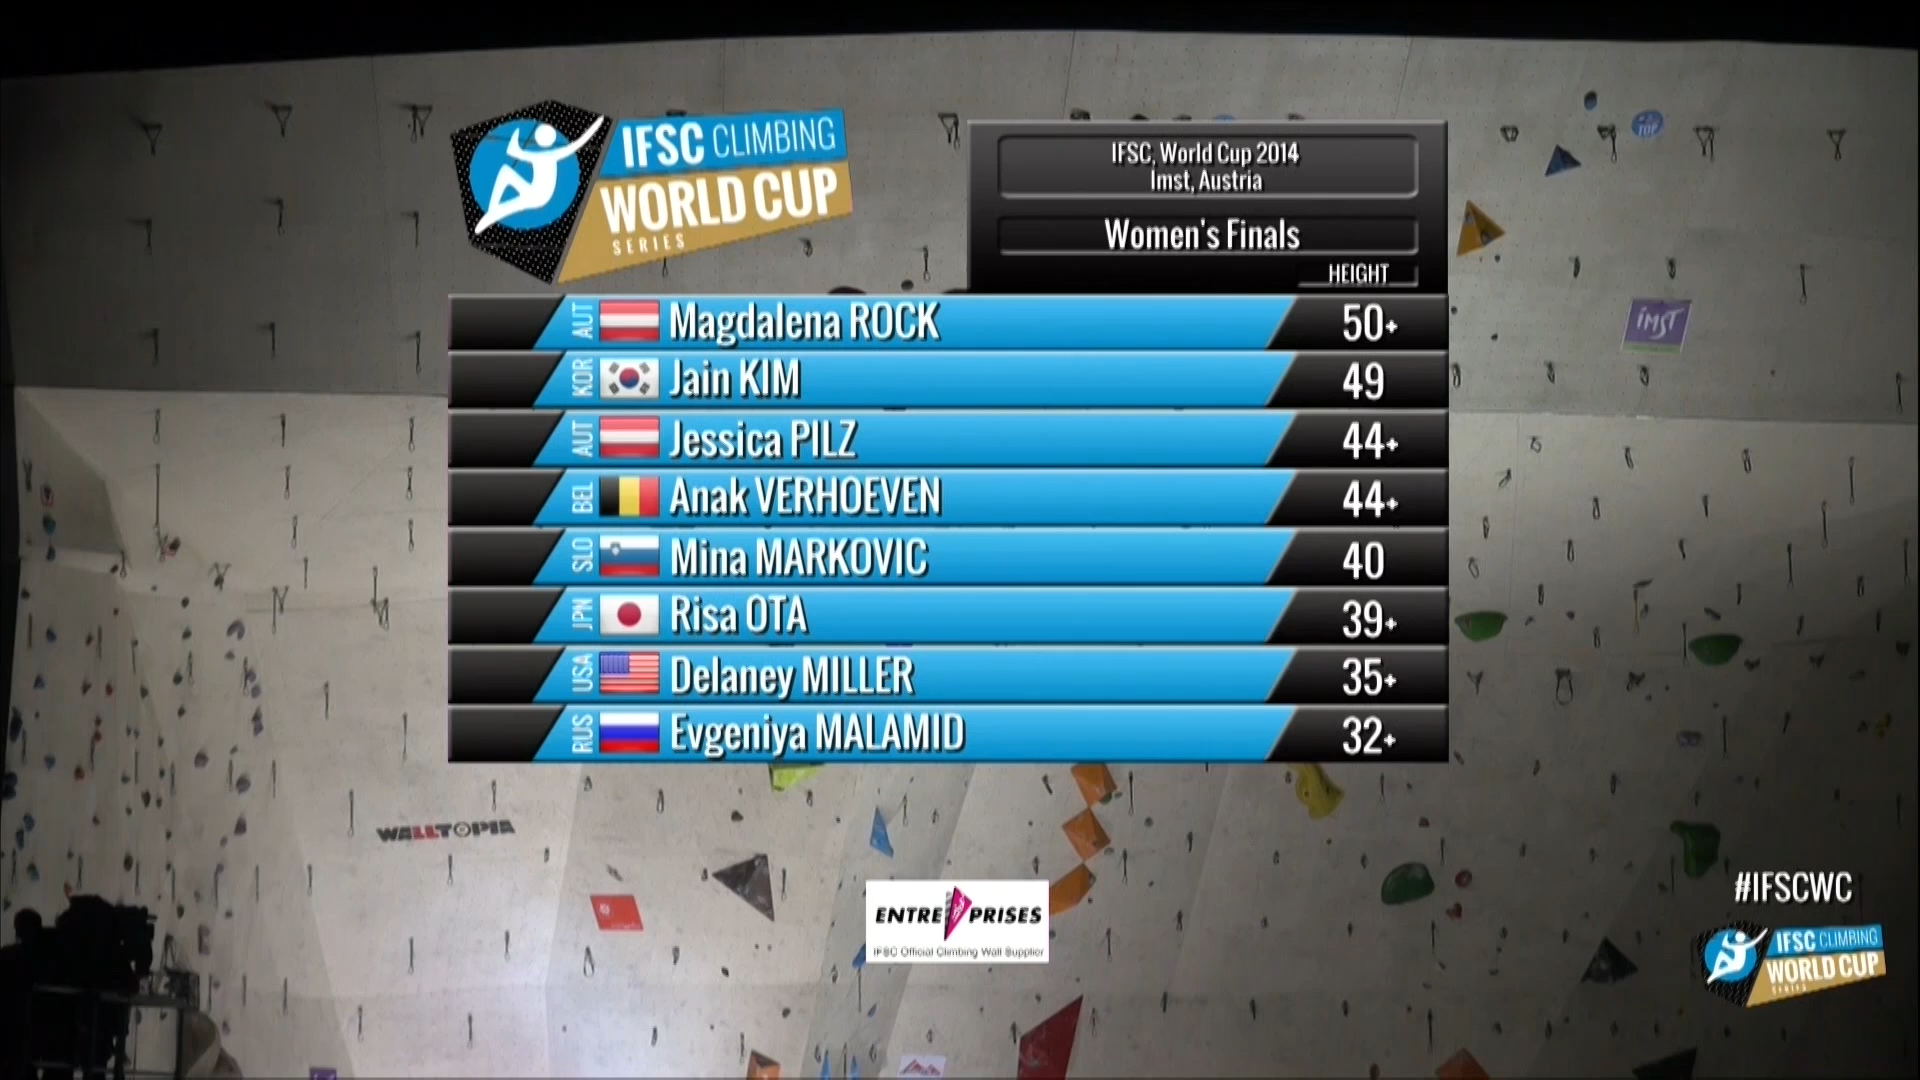 IFSC CLIMBING
WORLD CUP
SERIES
IFSC, World Cup 2014
Imst, Austria
Women's Finals
HEIGHT
AUT Magdalena ROCK 50+
KOR Jain KIM 49
AUT Jessica PILZ 44+
BEL Anak VERHOEVEN 44+
SLO Mina MARKOVIC 40
JPN Risa OTA 39+
USA Delaney MILLER 35+
RUS Evgeniya MALAMID 32+
TOP
imst
WALLTOPIA
ENTRE PRISES
IFSC Official Climbing Wall Supplier
#IFSCWC
IFSC CLIMBING
WORLD CUP
SERIES